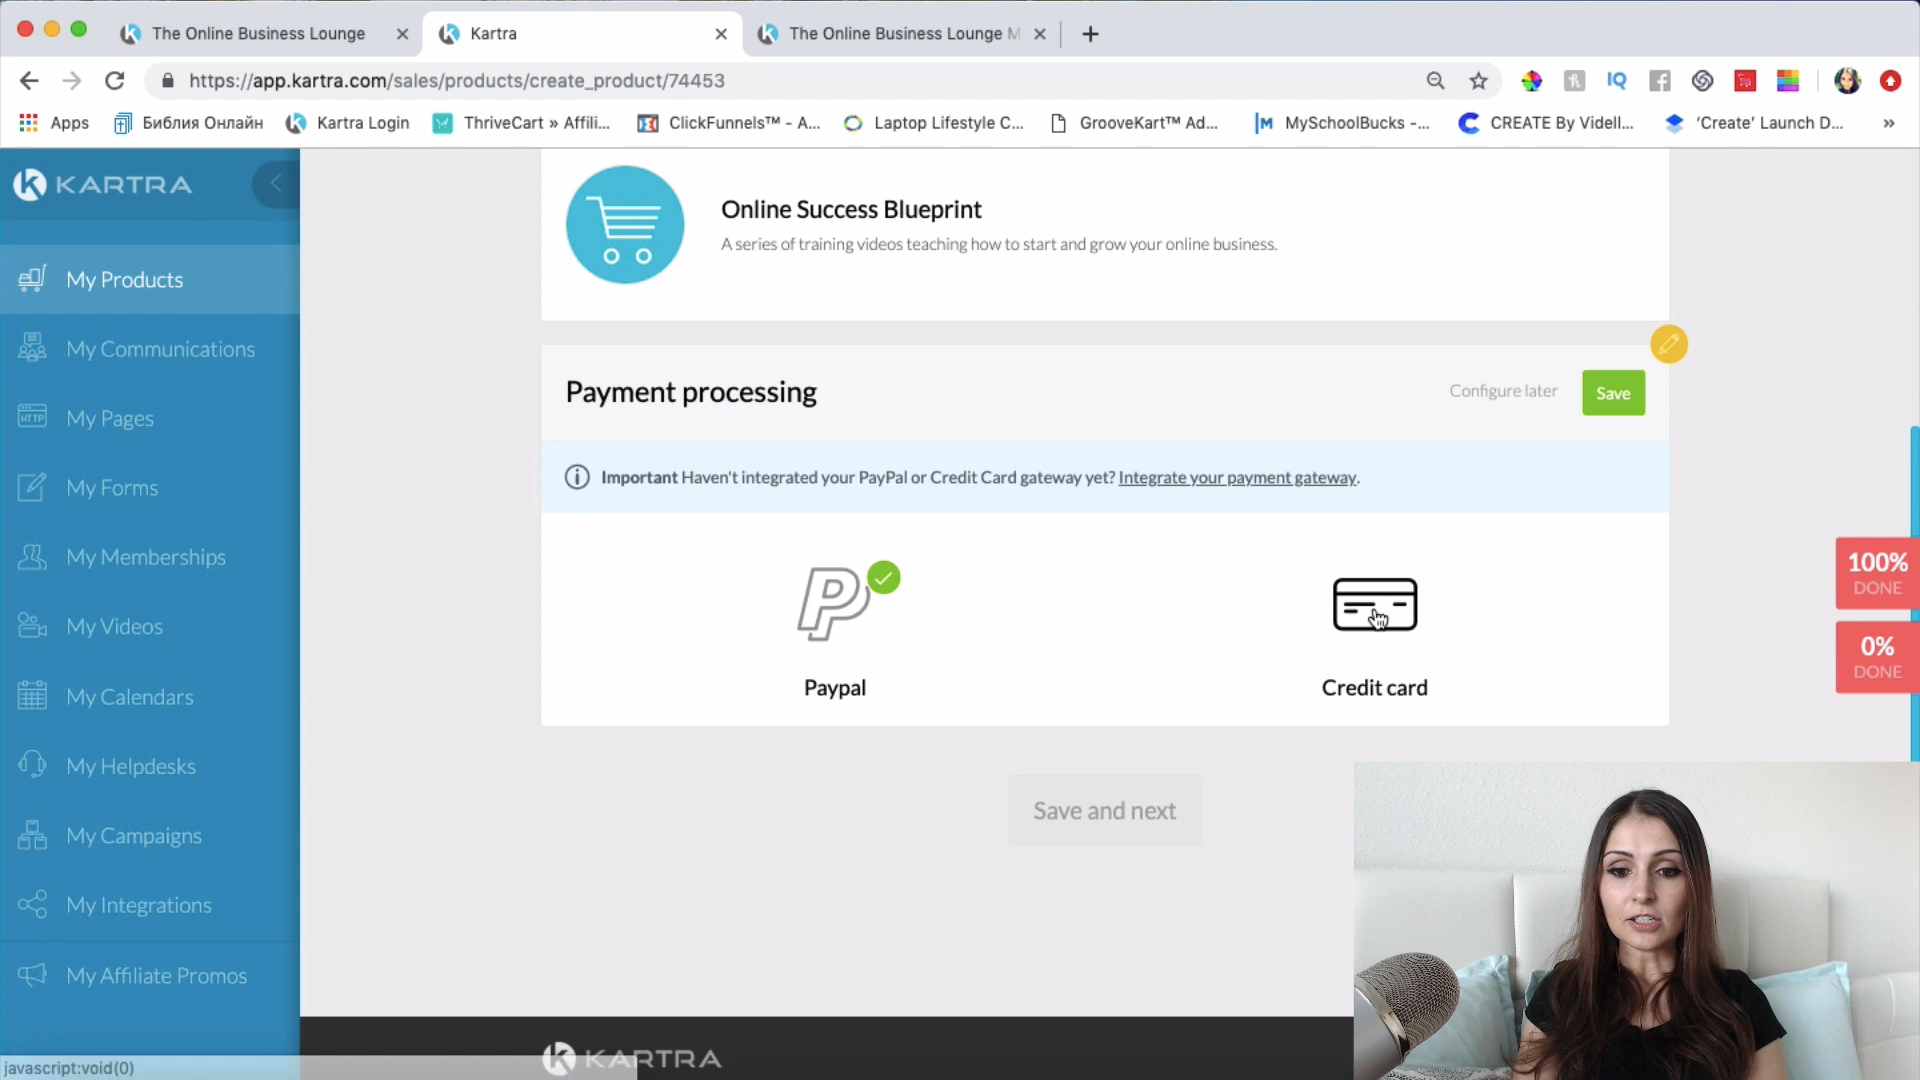 The Online Business Lounge
Kartra
The Online Business Lounge M
https://app.kartra.com/sales/products/create_product/74453
IQ
Apps
Библия Онлайн
Kartra Login
ThriveCart » Affili...
ClickFunnels™ - A...
Laptop Lifestyle C...
GrooveKart™ Ad...
MySchoolBucks -...
CREATE By Videll...
‘Create’ Launch D...
»
KARTRA
My Products
My Communications
HTTP
My Pages
My Forms
My Memberships
My Videos
My Calendars
My Helpdesks
My Campaigns
My Integrations
My Affiliate Promos
Online Success Blueprint
A series of training videos teaching how to start and grow your online business.
Payment processing
Configure later
Save
Important Haven't integrated your PayPal or Credit Card gateway yet? Integrate your payment gateway.
Paypal
Credit card
100%
DONE
0%
DONE
Save and next
KARTRA
javascript:void(0)